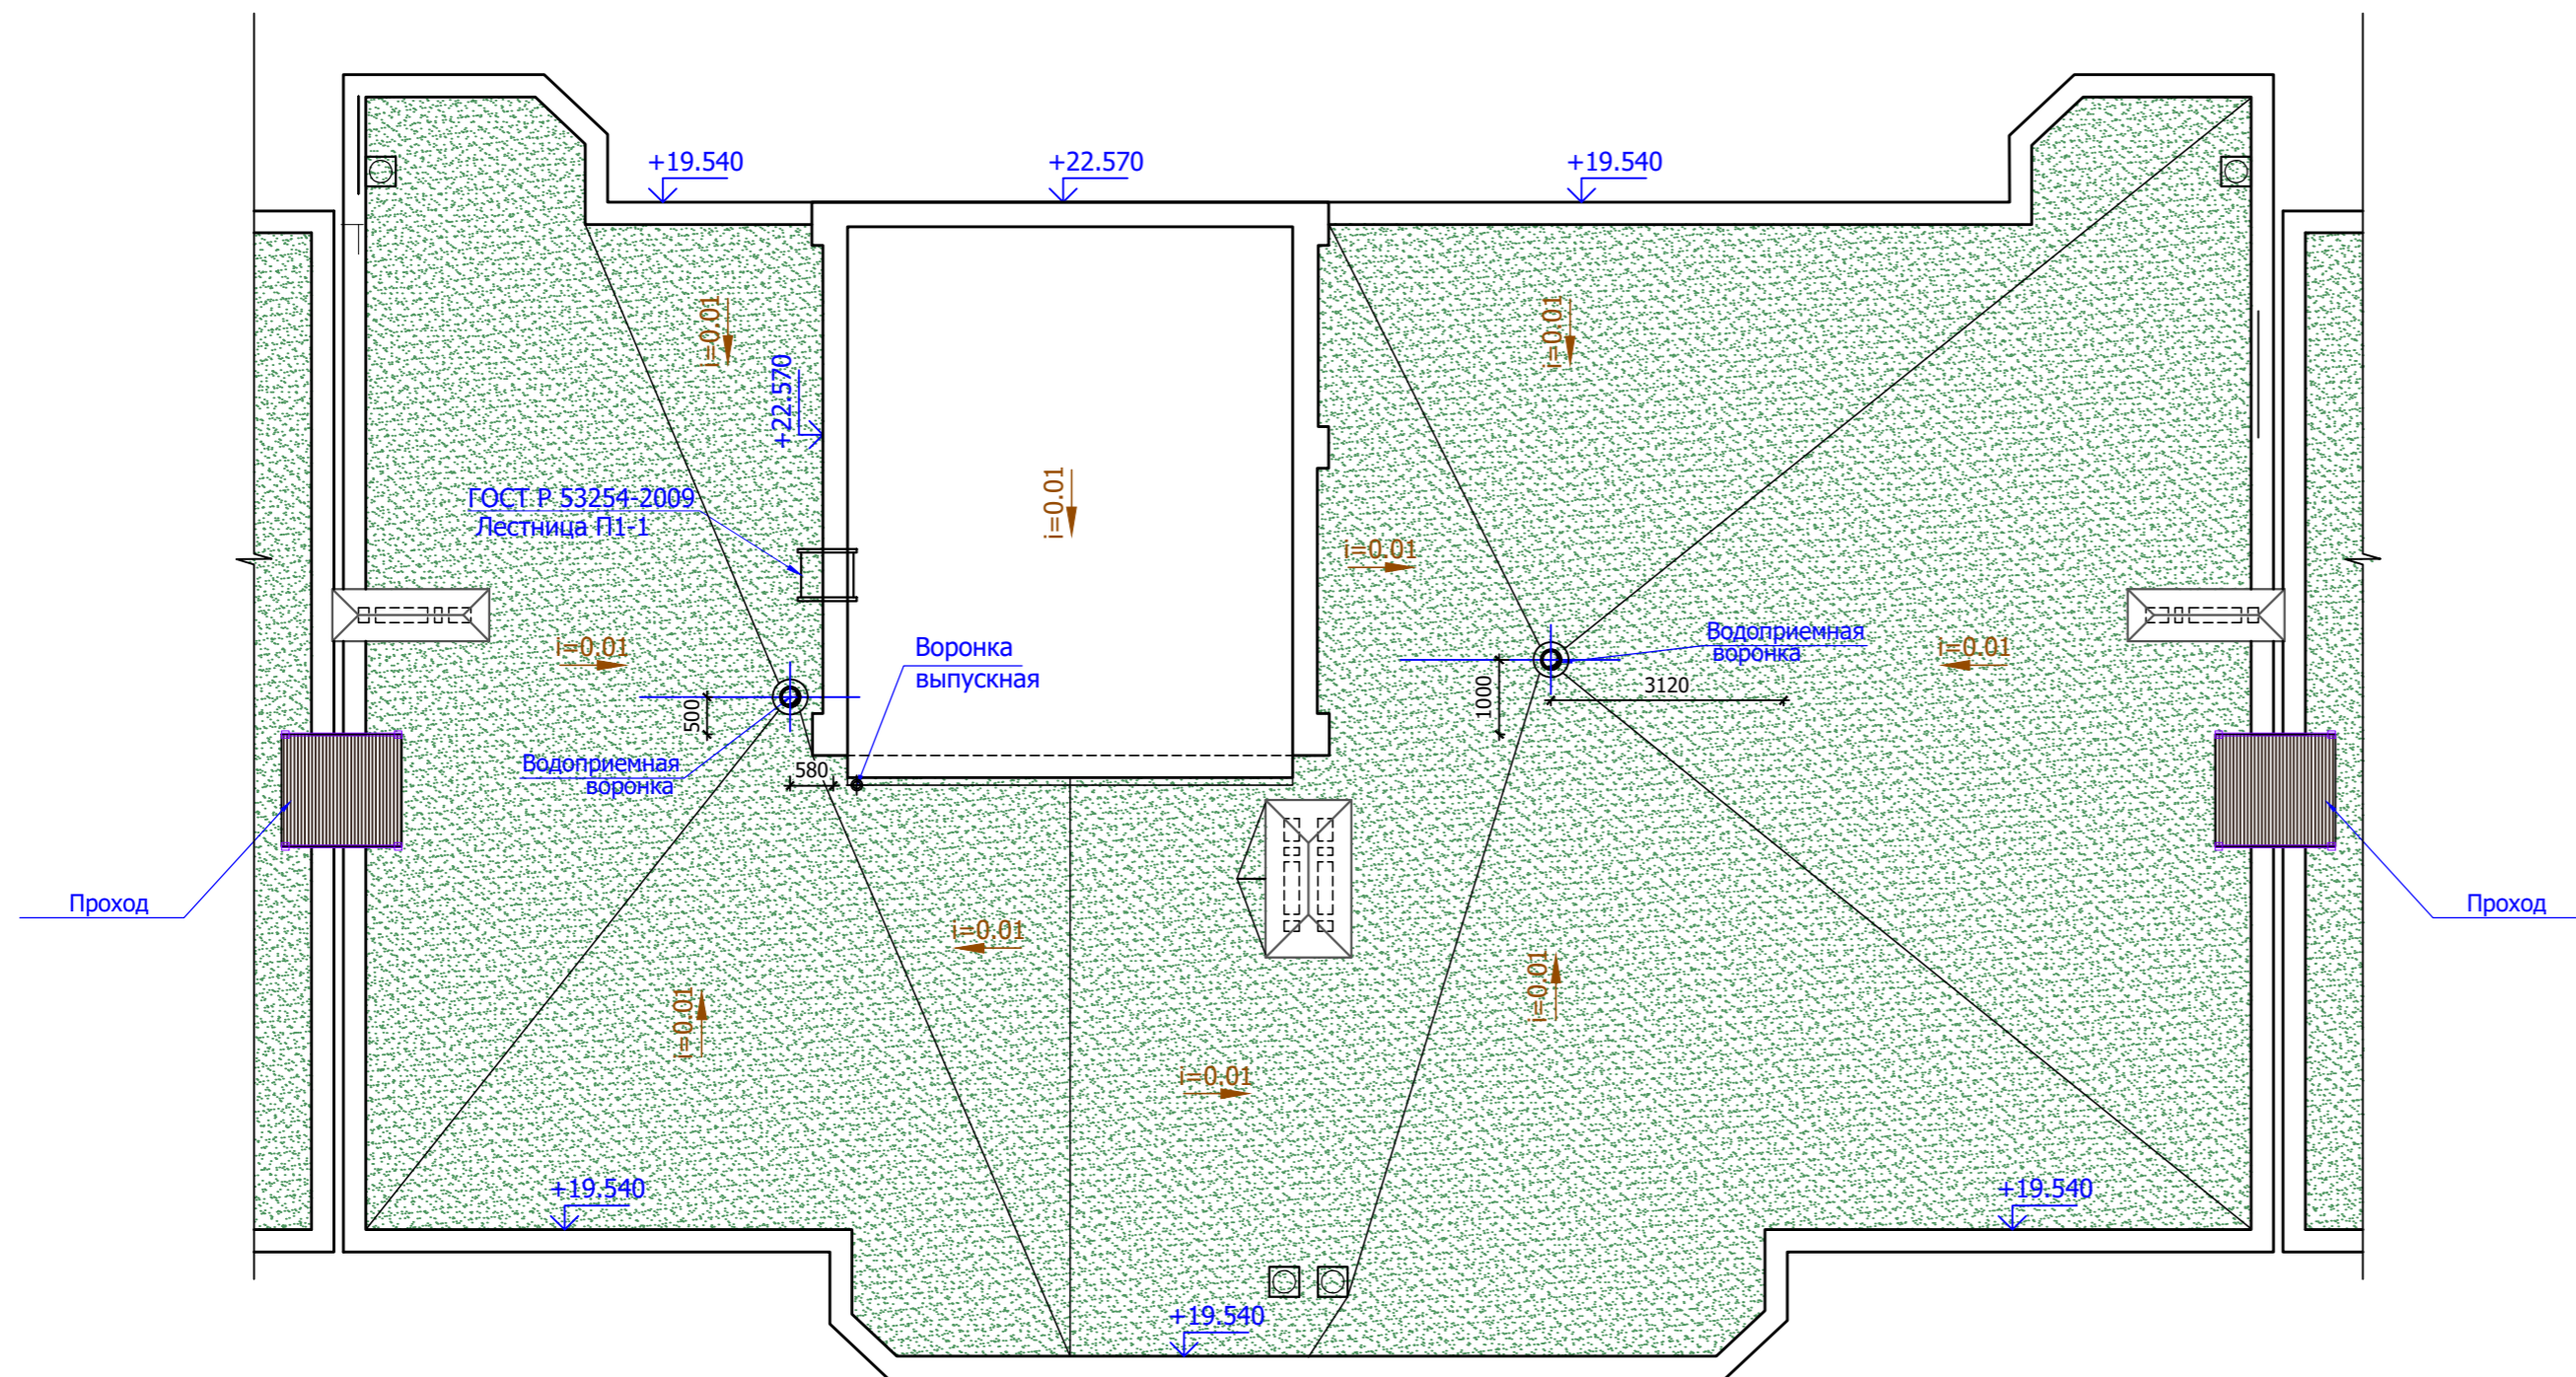 +19.540
+22.570
+19.540
i=0.01
i=0.01
+22.570
ГОСТ Р 53254-2009
Лестница П1-1
i=0.01
i=0.01
i=0.01
Воронка
выпускная
Водоприемная
воронка
i=0.01
500
1000
3120
Водоприемная
воронка
580
Проход
Проход
i=0.01
i=0.01
i=0.01
i=0.01
+19.540
+19.540
+19.540